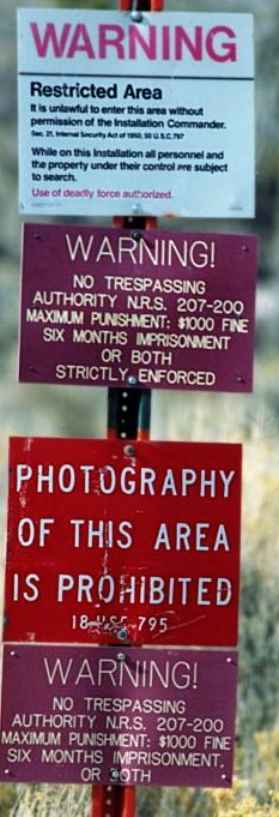 WARNING
Restricted Area
It is unlawful to enter this area without
permission of the Installation Commander.
Sec. 21, Internal Security Act of 1950; 50 U.S.C. 797
While on this Installation all personnel and
the property under their control are subject
to search.
Use of deadly force authorized.
WARNING!
NO TRESPASSING
AUTHORITY N.R.S. 207-200
MAXIMUM PUNISHMENT: $1000 FINE
SIX MONTHS IMPRISONMENT
OR BOTH
STRICTLY ENFORCED
PHOTOGRAPHY
OF THIS AREA
IS PROHIBITED
18 USC 795
WARNING!
NO TRESPASSING
AUTHORITY N.R.S. 207-200
MAXIMUM PUNISHMENT: $1000 FINE
SIX MONTHS IMPRISONMENT,
OR BOTH